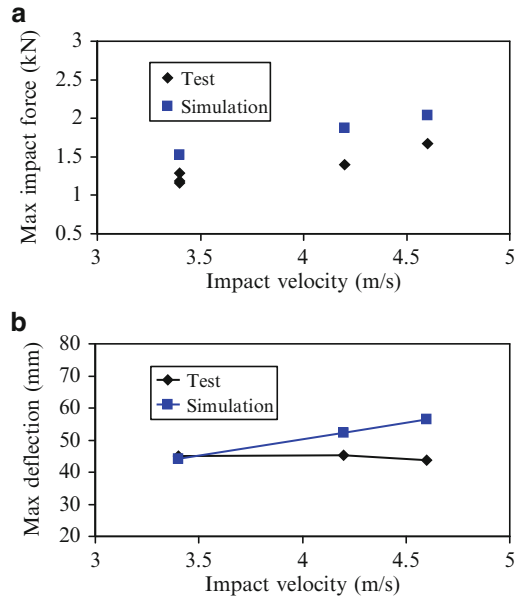 a
Max impact force (kN)
3
2.5
2
1.5
1
0.5
Test
Simulation
3 3.5 4 4.5 5
Impact velocity (m/s)
b
Max deflection (mm)
80
70
60
50
40
30
20
Test
Simulation
3 3.5 4 4.5 5
Impact velocity (m/s)